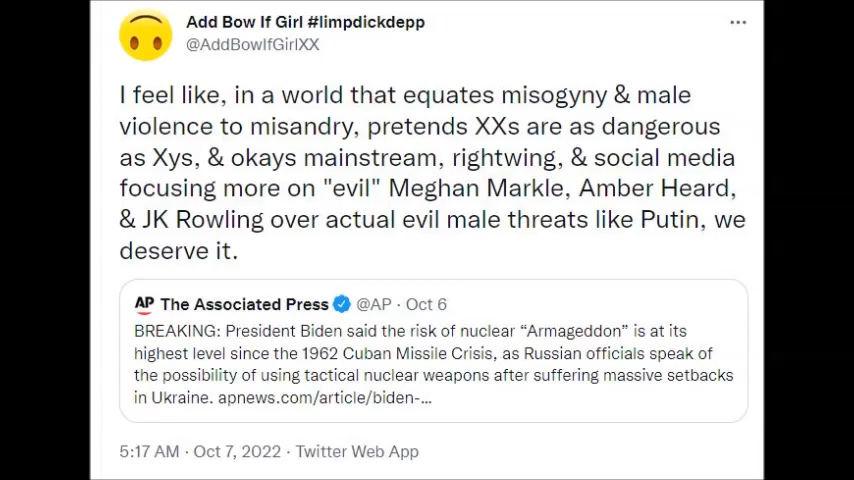 Add Bow If Girl #limpdickdepp
@AddBowIfGirlXX
I feel like, in a world that equates misogyny & male
violence to misandry, pretends XXs are as dangerous
as Xys, & okays mainstream, rightwing, & social media
focusing more on "evil" Meghan Markle, Amber Heard,
& JK Rowling over actual evil male threats like Putin, we
deserve it.
AP The Associated Press @AP · Oct 6
BREAKING: President Biden said the risk of nuclear “Armageddon” is at its
highest level since the 1962 Cuban Missile Crisis, as Russian officials speak of
the possibility of using tactical nuclear weapons after suffering massive setbacks
in Ukraine. apnews.com/article/biden-...
5:17 AM · Oct 7, 2022 · Twitter Web App